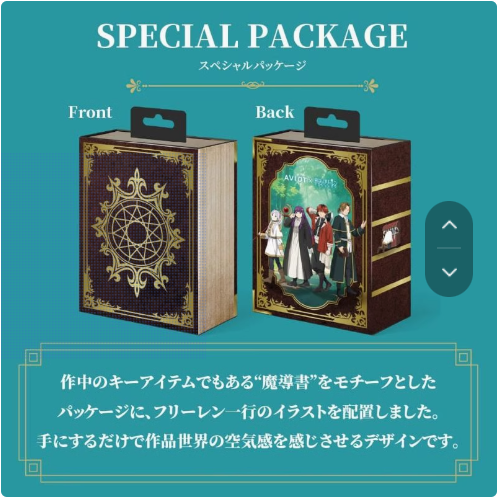 SPECIAL PACKAGE
スペシャルパッケージ
Front
Back
AVIOT
作中のキーアイテムでもある“魔導書”をモチーフとした
パッケージに、フリーレン一行のイラストを配置しました。
手にするだけで作品世界の空気感を感じさせるデザインです。